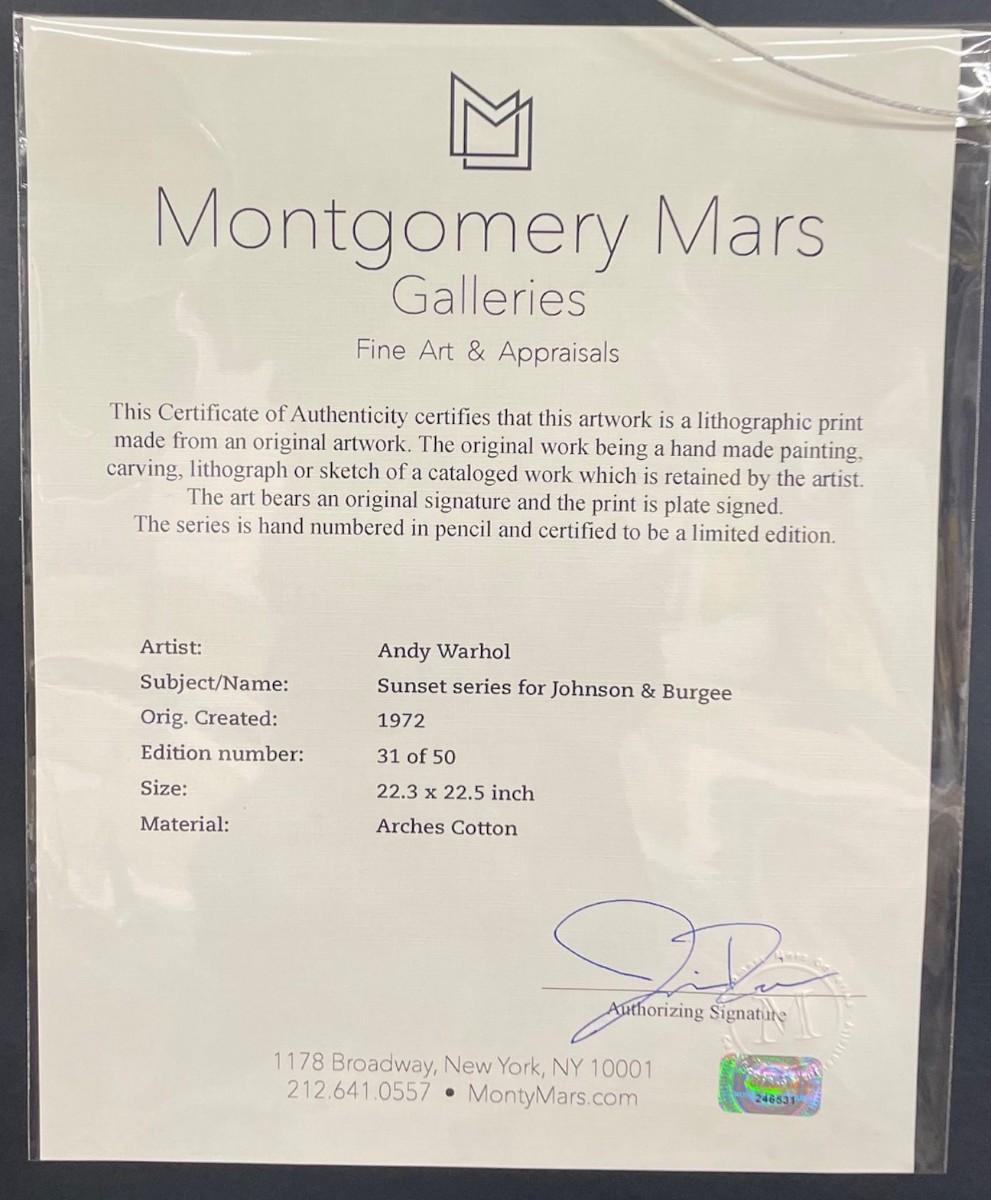 Montgomery Mars
Galleries
Fine Art & Appraisals
This Certificate of Authenticity certifies that this artwork is a lithographic print
made from an original artwork. The original work being a hand made painting,
carving, lithograph or sketch of a cataloged work which is retained by the artist.
The art bears an original signature and the print is plate signed.
The series is hand numbered in pencil and certified to be a limited edition.
Artist: Andy Warhol
Subject/Name: Sunset series for Johnson & Burgee
Orig. Created: 1972
Edition number: 31 of 50
Size: 22.3 x 22.5 inch
Material: Arches Cotton
Authorizing Signature
M
1178 Broadway, New York, NY 10001
212.641.0557 • MontyMars.com
246531